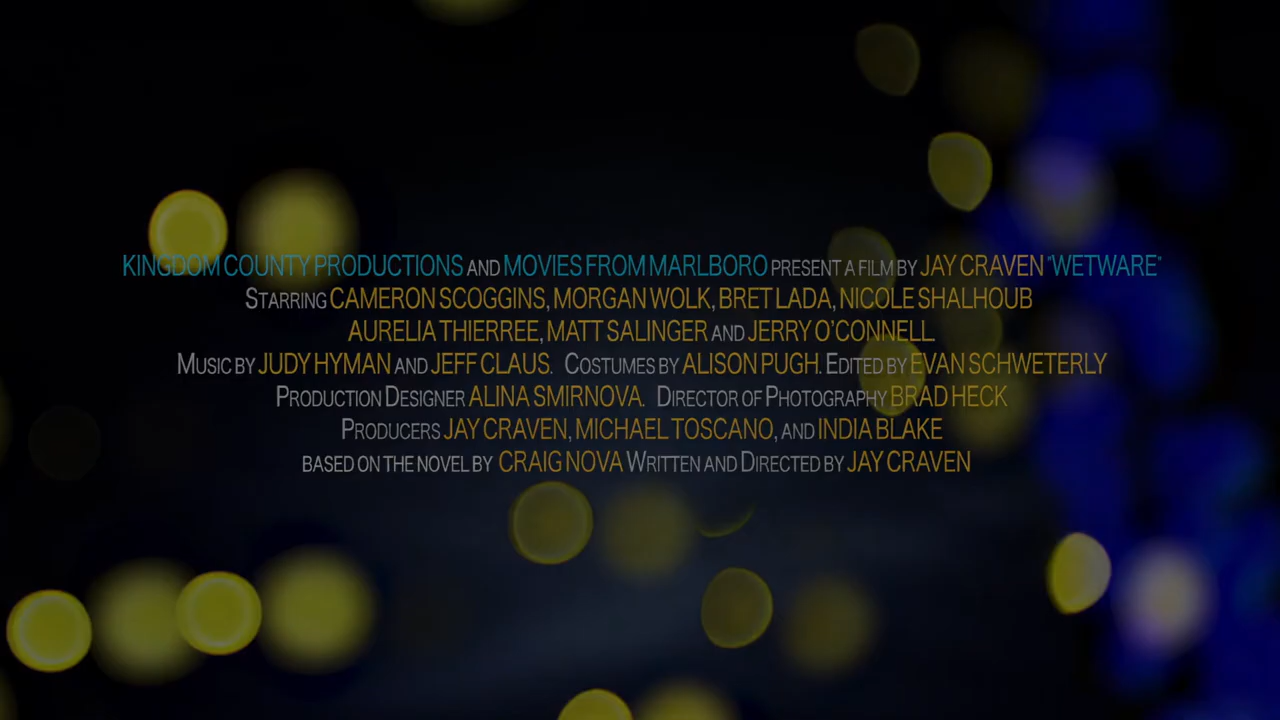 KINGDOM COUNTY PRODUCTIONS AND MOVIES FROM MARLBORO PRESENT A FILM BY JAY CRAVEN "WETWARE"
STARRING CAMERON SCOGGINS, MORGAN WOLK, BRET LADA, NICOLE SHALHOUB
AURELIA THIERREE, MATT SALINGER AND JERRY O'CONNELL.
MUSIC BY JUDY HYMAN AND JEFF CLAUS. COSTUMES BY ALISON PUGH. EDITED BY EVAN SCHWETERLY
PRODUCTION DESIGNER ALINA SMIRNOVA. DIRECTOR OF PHOTOGRAPHY BRAD HECK
PRODUCERS JAY CRAVEN, MICHAEL TOSCANO, AND INDIA BLAKE
BASED ON THE NOVEL BY CRAIG NOVA WRITTEN AND DIRECTED BY JAY CRAVEN